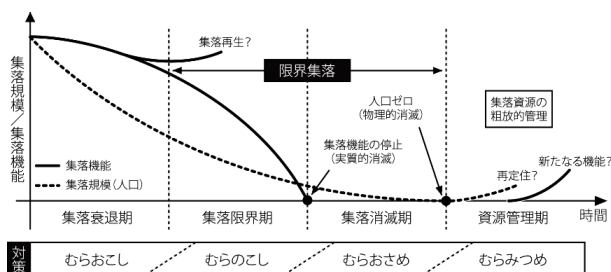 集落規模／集落機能
集落再生?
限界集落
人口ゼロ
(物理的消滅)
集落資源の
粗放的管理
集落機能の停止
(実質的消滅)
新たなる機能?
再定住?
集落機能
集落規模(人口)
集落衰退期
集落限界期
集落消滅期
資源管理期
時間
対策
むらおこし
むらのこし
むらおさめ
むらみつめ